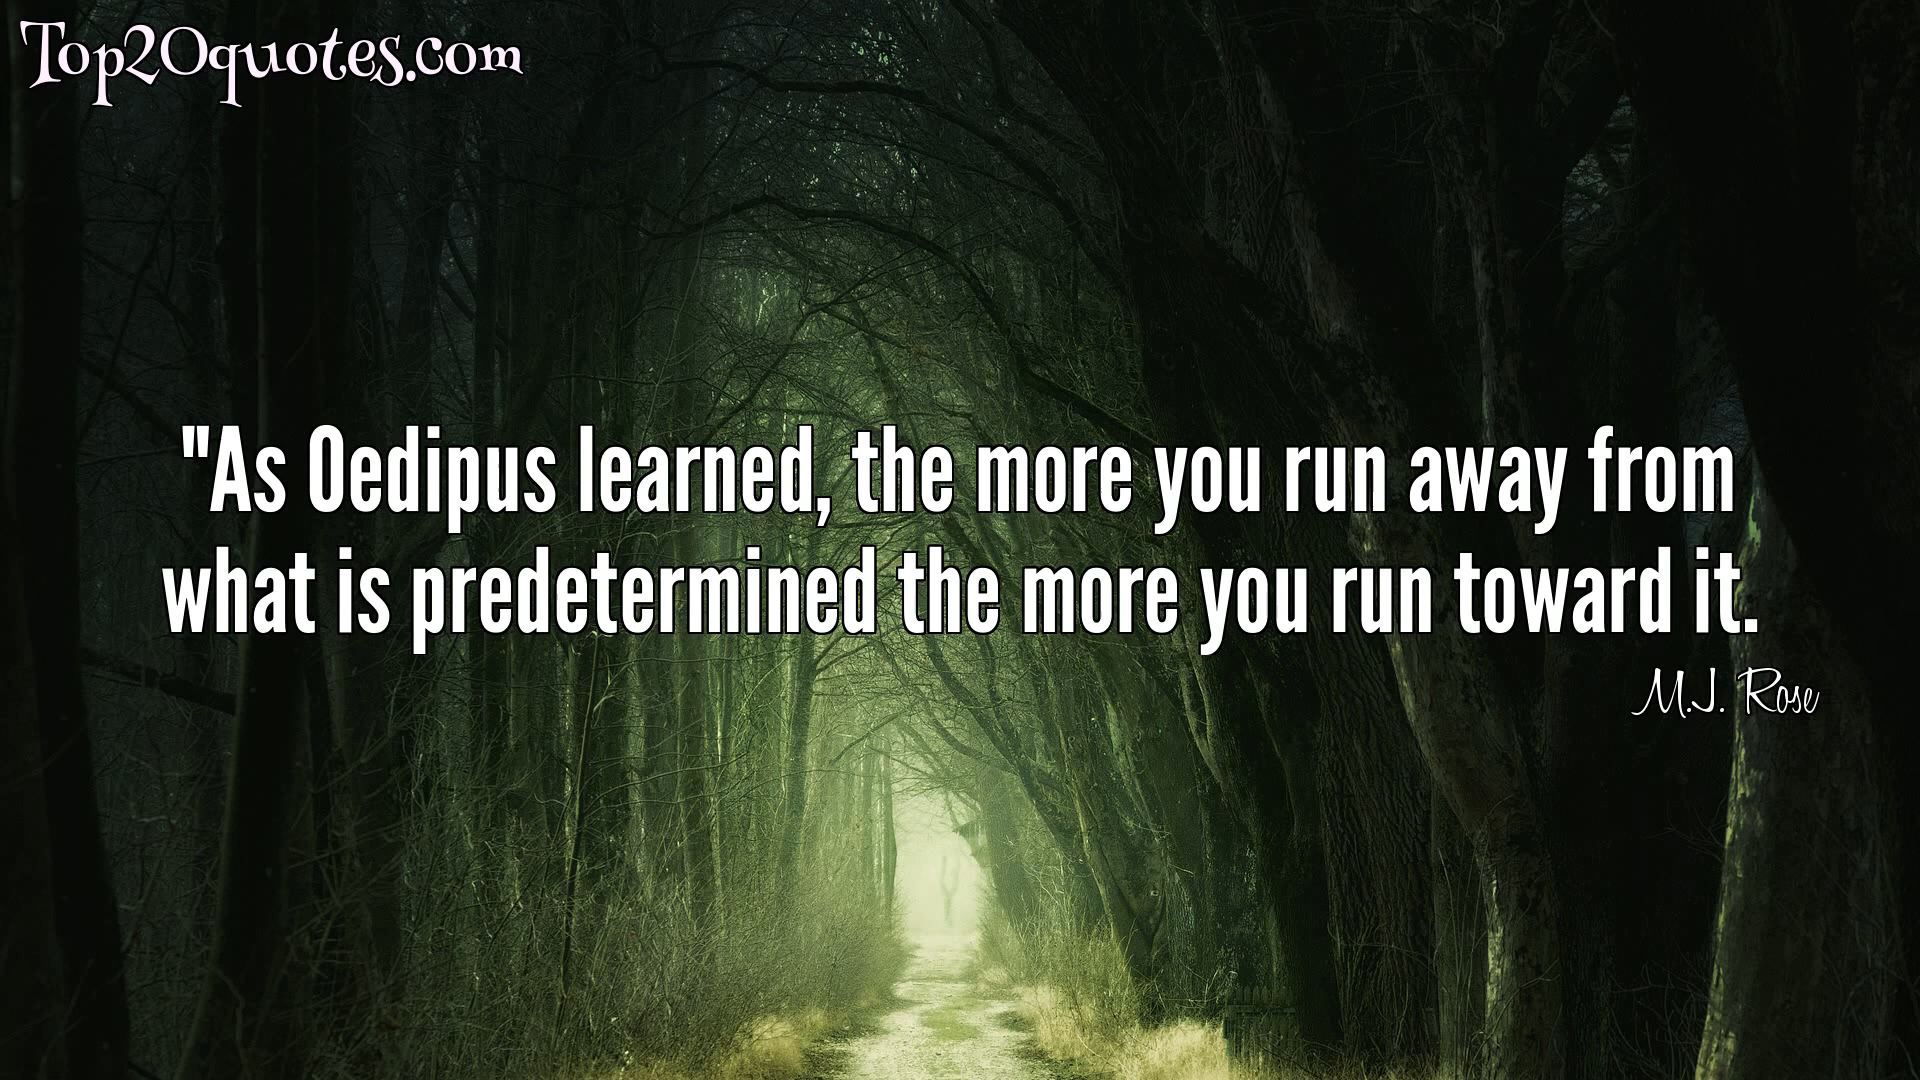 Top20quotes.com
"As Oedipus learned, the more you run away from
what is predetermined the more you run toward it.
M.J. Rose